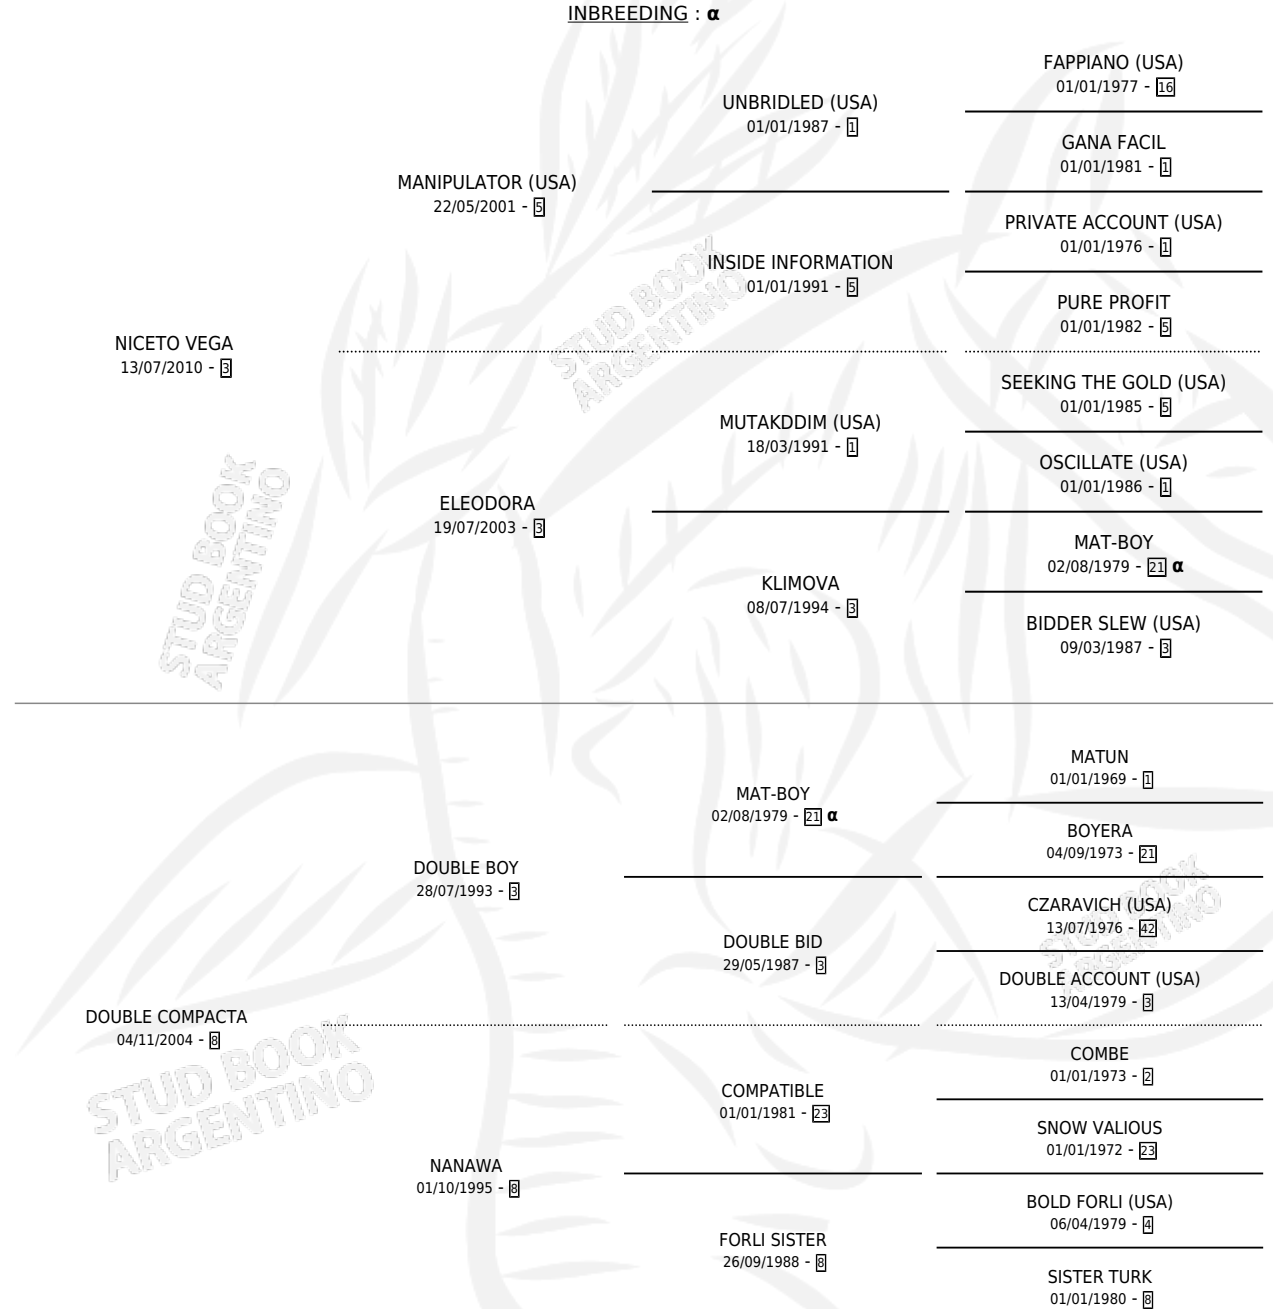 INBREEDING : α
FAPPIANO (USA)
01/01/1977 - 16
UNBRIDLED (USA)
01/01/1987 - 1
GANA FACIL
01/01/1981 - 1
MANIPULATOR (USA)
22/05/2001 - 5
PRIVATE ACCOUNT (USA)
01/01/1976 - 1
INSIDE INFORMATION
01/01/1991 - 5
PURE PROFIT
01/01/1982 - 5
NICETO VEGA
13/07/2010 - 3
SEEKING THE GOLD (USA)
01/01/1985 - 5
MUTAKDDIM (USA)
18/03/1991 - 1
OSCILLATE (USA)
01/01/1986 - 1
ELEODORA
19/07/2003 - 3
MAT-BOY
02/08/1979 - 21 α
KLIMOVA
08/07/1994 - 3
BIDDER SLEW (USA)
09/03/1987 - 3
MATUN
01/01/1969 - 1
MAT-BOY
02/08/1979 - 21 α
BOYERA
04/09/1973 - 21
DOUBLE BOY
28/07/1993 - 3
CZARAVICH (USA)
13/07/1976 - 42
DOUBLE BID
29/05/1987 - 3
DOUBLE ACCOUNT (USA)
13/04/1979 - 3
DOUBLE COMPACTA
04/11/2004 - 8
COMBE
01/01/1973 - 2
COMPATIBLE
01/01/1981 - 23
SNOW VALIOUS
01/01/1972 - 23
NANAWA
01/10/1995 - 8
BOLD FORLI (USA)
06/04/1979 - 4
FORLI SISTER
26/09/1988 - 8
SISTER TURK
01/01/1980 - 8
STUD BOOK
ARGENTINO
STUD BOOK
ARGENTINO
STUD BOOK
ARGENTINO
STUD BOOK
ARGENTINO